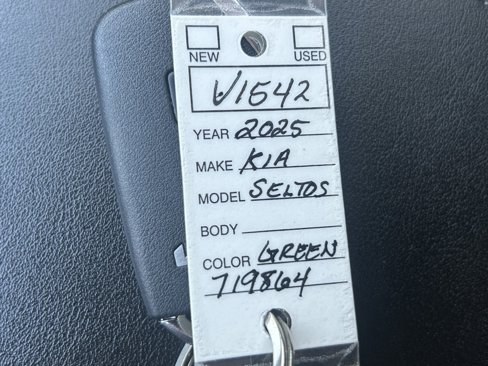 NEW USED
V1542
YEAR 2025
MAKE KIA
MODEL SELTOS
BODY
COLOR GREEN
719864